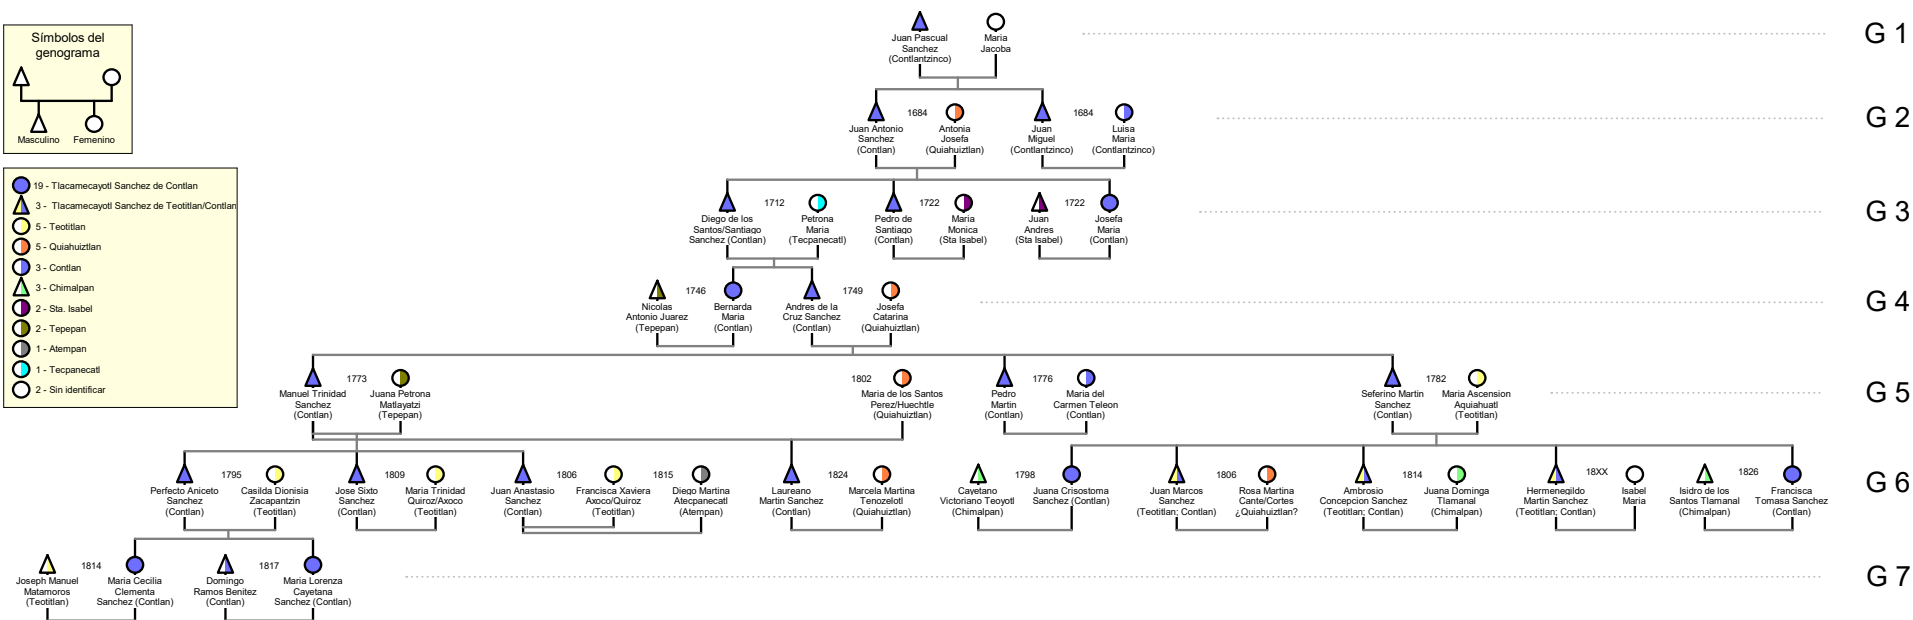 Símbolos del
genograma
Masculino
Femenino
19 - Tlacamecayotl Sanchez de Contlan
3 - Tlacamecayotl Sanchez de Teotitlan/Contlan
5 - Teotitlan
5 - Quiahuiztlan
3 - Contlan
3 - Chimalpan
2 - Sta. Isabel
2 - Tepepan
1 - Atempan
1 - Tecpanecatl
2 - Sin identificar
Juan Pascual
Sanchez
(Contlantzinco)
Maria
Jacoba
G 1
Juan Antonio
Sanchez
(Contlan)
1684
Antonia
Josefa
(Quiahuiztlan)
Juan
Miguel
(Contlantzinco)
1684
Luisa
Maria
(Contlantzinco)
G 2
Diego de los
Santos/Santiago
Sanchez (Contlan)
1712
Petrona
Maria
(Tecpanecatl)
Pedro de
Santiago
(Contlan)
1722
Maria
Monica
(Sta Isabel)
Juan
Andres
(Sta Isabel)
1722
Josefa
Maria
(Contlan)
G 3
Nicolas
Antonio Juarez
(Tepepan)
1746
Bernarda
Maria
(Contlan)
Andres de la
Cruz Sanchez
(Contlan)
1749
Josefa
Catarina
(Quiahuiztlan)
G 4
Manuel Trinidad
Sanchez
(Contlan)
1773
Juana Petrona
Matlayatzi
(Tepepan)
1802
Maria de los Santos
Perez/Huechtle
(Quiahuiztlan)
Pedro
Martin
(Contlan)
1776
Maria del
Carmen Teleon
(Contlan)
Seferino Martin
Sanchez
(Contlan)
1782
Maria Ascension
Aquiahuatl
(Teotitlan)
G 5
Perfecto Aniceto
Sanchez
(Contlan)
1795
Casilda Dionisia
Zacapantzin
(Teotitlan)
Jose Sixto
Sanchez
(Contlan)
1809
Maria Trinidad
Quiroz/Axoco
(Teotitlan)
Juan Anastasio
Sanchez
(Contlan)
1806
Francisca Xaviera
Axoco/Quiroz
(Teotitlan)
1815
Diego Martina
Atecpanecatl
(Atempan)
Laureano
Martin Sanchez
(Contlan)
1824
Marcela Martina
Tenozelotl
(Quiahuiztlan)
Cayetano
Victoriano Teoyotl
(Chimalpan)
1798
Juana Crisostoma
Sanchez (Contlan)
Juan Marcos
Sanchez
(Teotitlan; Contlan)
1806
Rosa Martina
Cante/Cortes
¿Quiahuiztlan?
Ambrosio
Concepcion Sanchez
(Teotitlan; Contlan)
1814
Juana Dominga
Tlamanal
(Chimalpan)
Hermenegildo
Martin Sanchez
(Teotitlan; Contlan)
18XX
Isabel
Maria
Isidro de los
Santos Tlamanal
(Chimalpan)
1826
Francisca
Tomasa Sanchez
(Contlan)
G 6
Joseph Manuel
Matamoros
(Teotitlan)
1814
Maria Cecilia
Clementa
Sanchez (Contlan)
Domingo
Ramos Benitez
(Contlan)
1817
Maria Lorenza
Cayetana
Sanchez (Contlan)
G 7